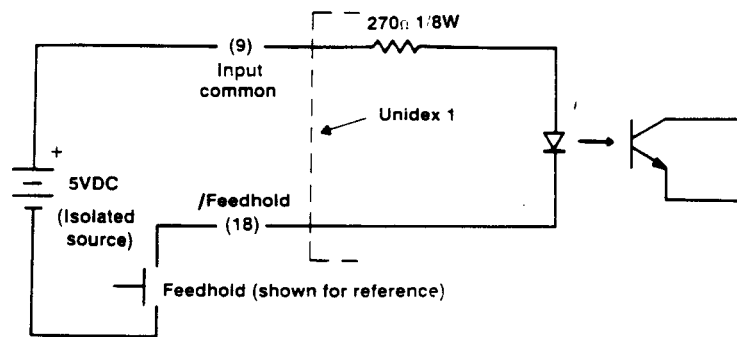 270Ω 1/8W
(9)
Input
common
Unidex 1
+
5VDC
(Isolated
source)
/Feedhold
(18)
Feedhold (shown for reference)